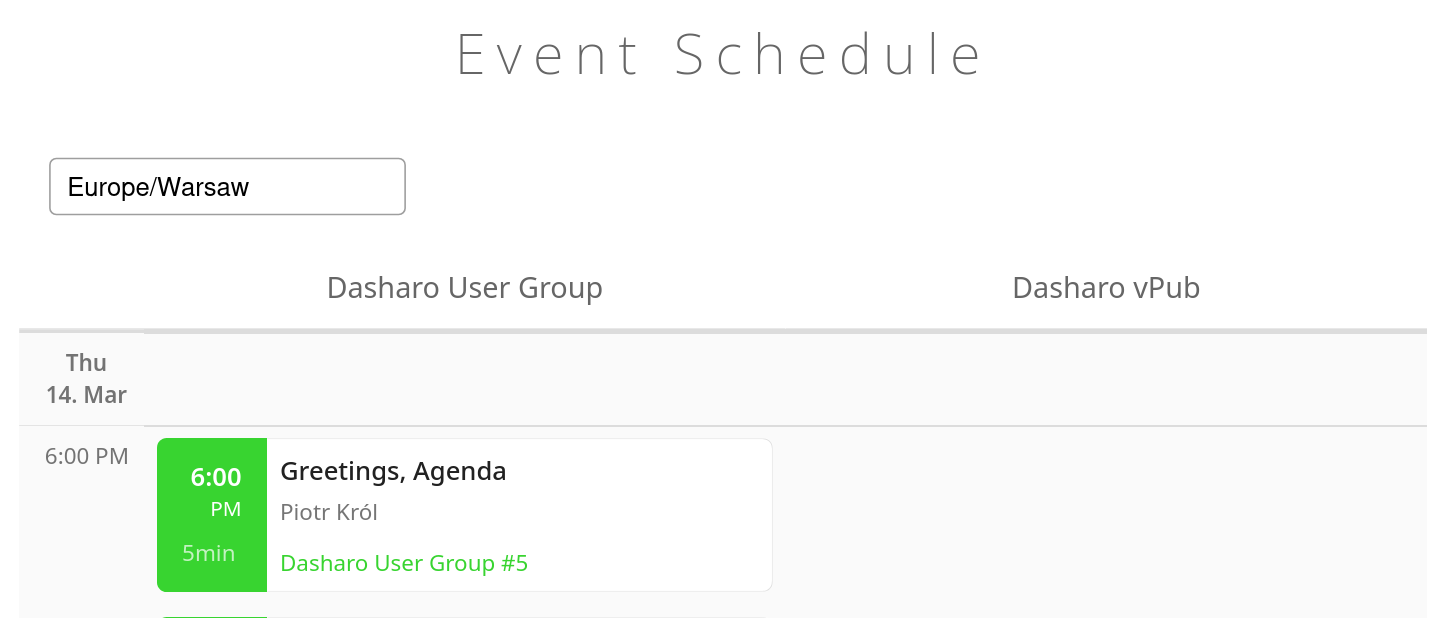 Event Schedule
Europe/Warsaw
Dasharo User Group
Dasharo vPub
Thu
14. Mar
6:00 PM
6:00
PM
5min
Greetings, Agenda
Piotr Król
Dasharo User Group #5